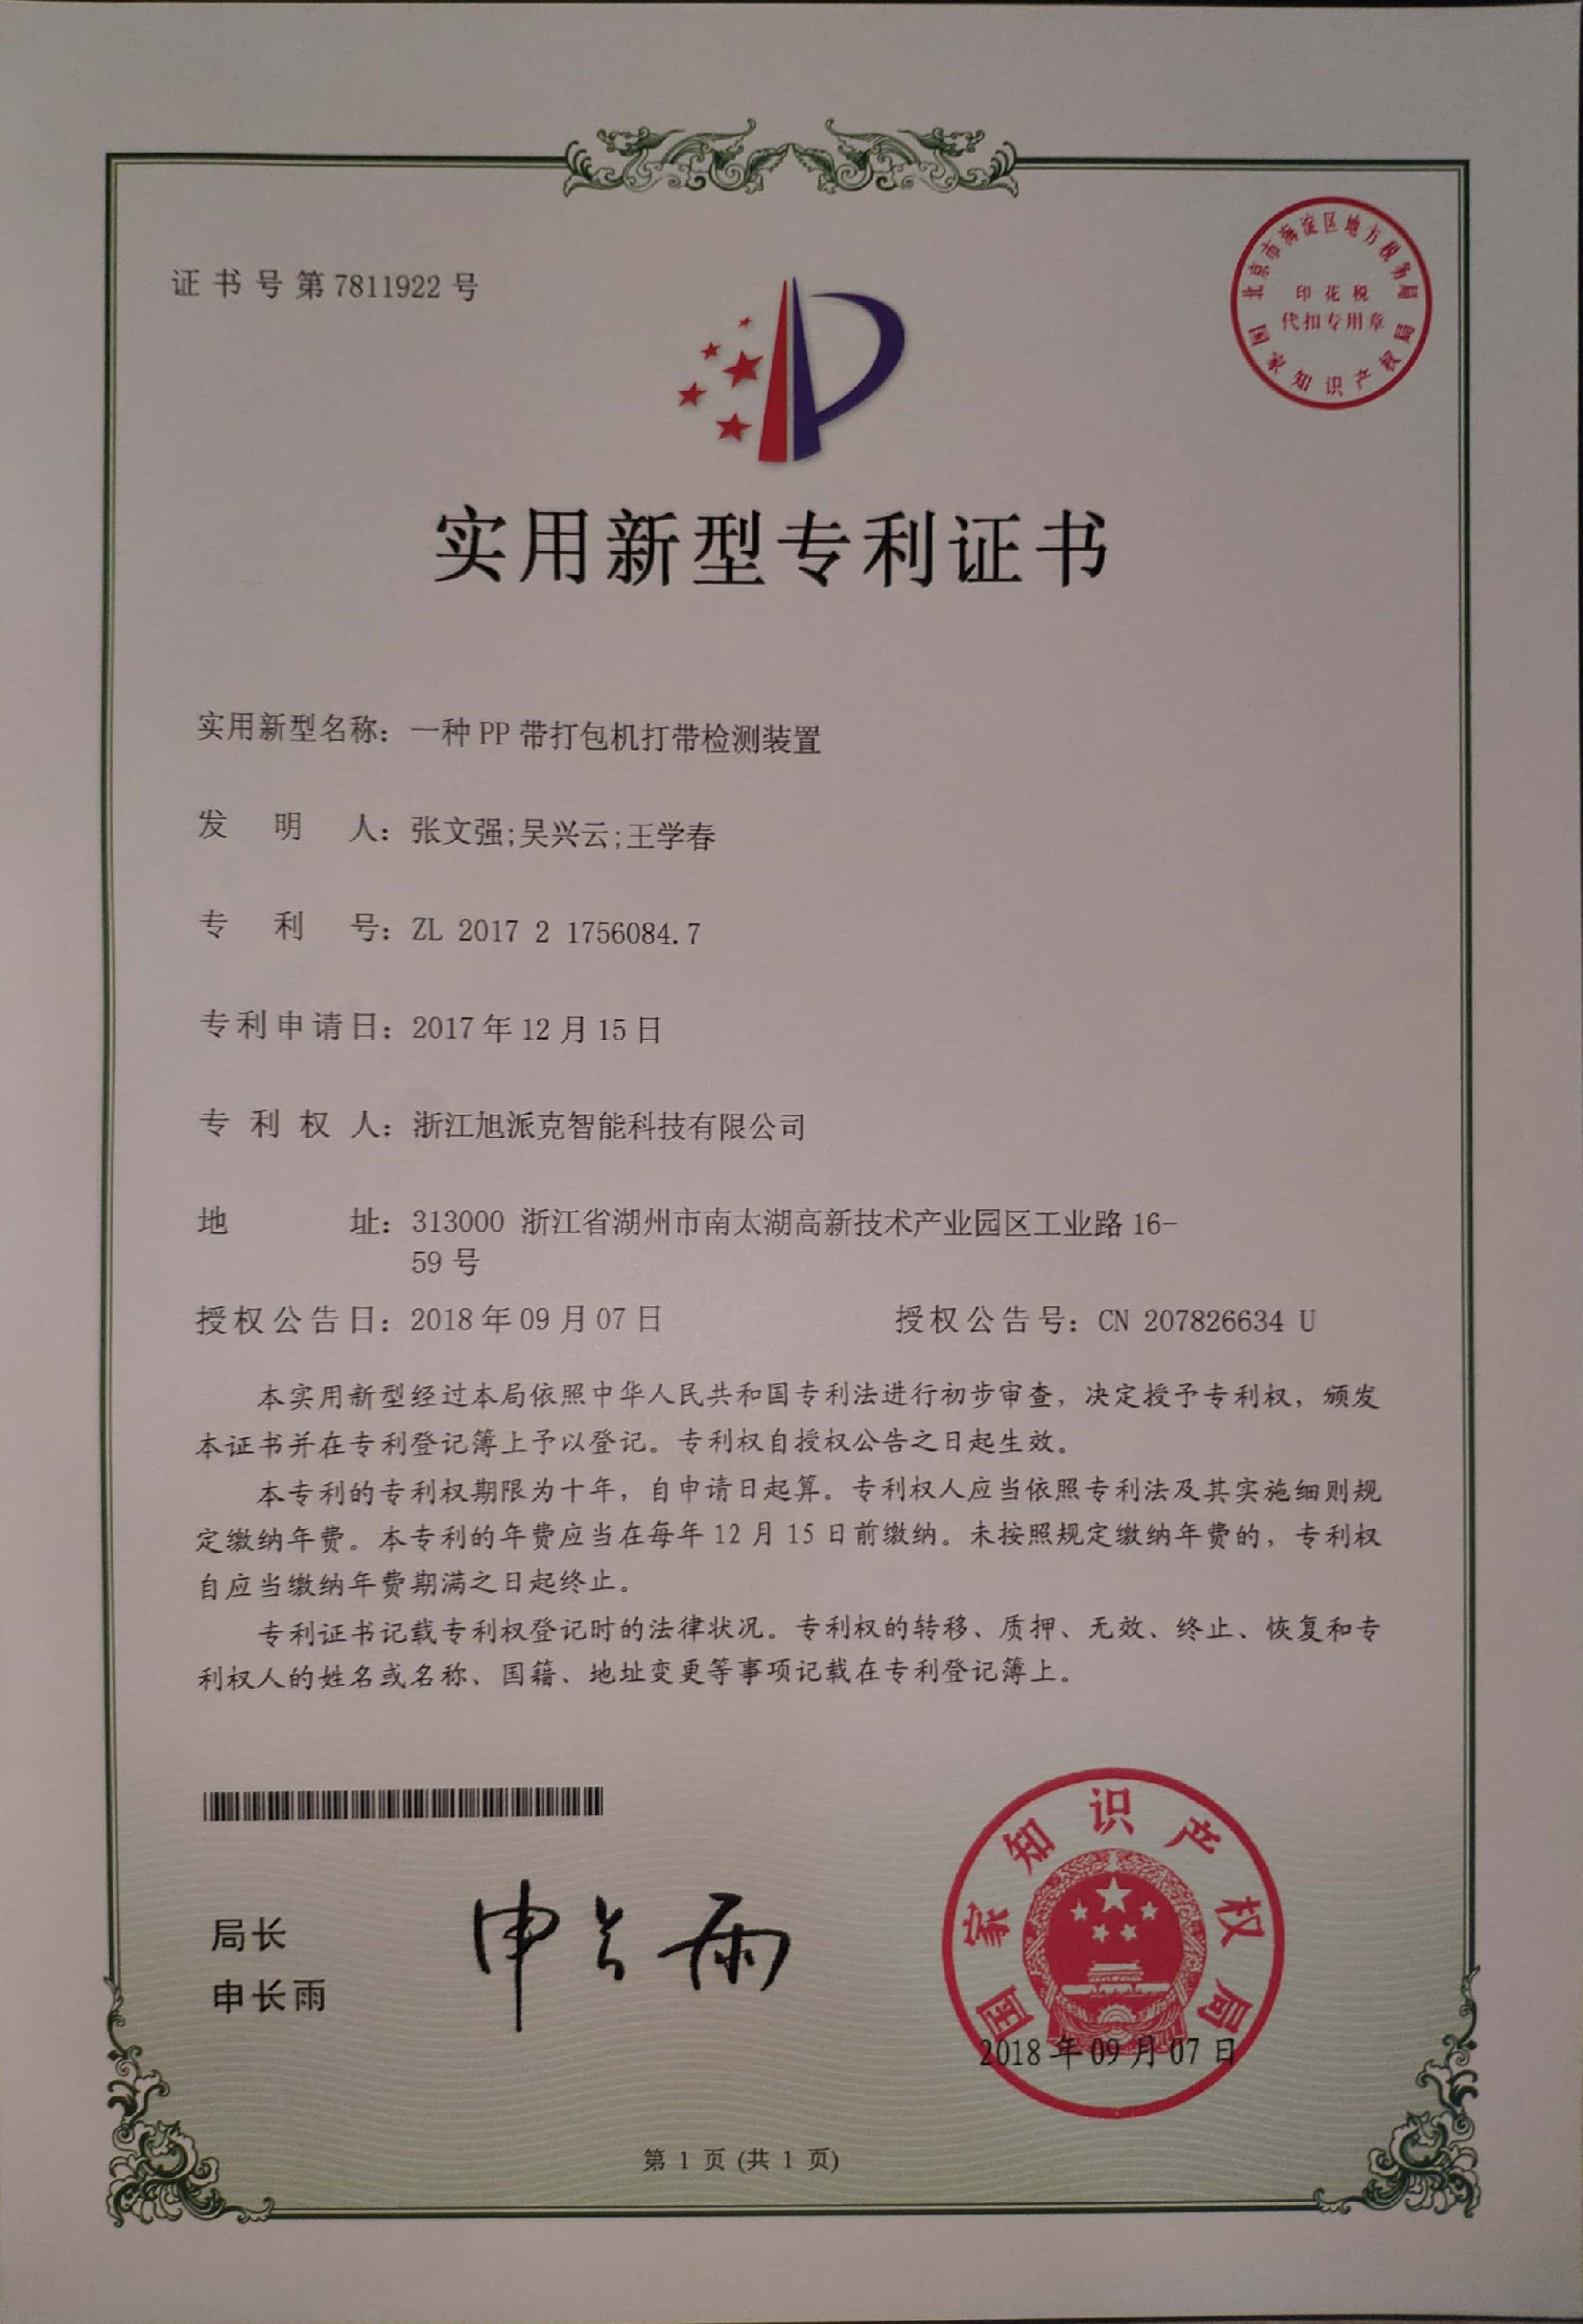 证书号第7811922号
北京市海淀区地方税务局
印花税
代扣专用章
国家知识产权局
实用新型专利证书
实用新型名称：一种PP带打包机打带检测装置
发明人：张文强;吴兴云;王学春
专利号：ZL 2017 2 1756084.7
专利申请日：2017年12月15日
专利权人：浙江旭派克智能科技有限公司
地址：313000 浙江省湖州市南太湖高新技术产业园区工业路16-
59号
授权公告日：2018年09月07日 授权公告号：CN 207826634 U
本实用新型经过本局依照中华人民共和国专利法进行初步审查，决定授予专利权，颁发
本证书并在专利登记簿上予以登记。专利权自授权公告之日起生效。
本专利的专利权期限为十年，自申请日起算。专利权人应当依照专利法及其实施细则规
定缴纳年费。本专利的年费应当在每年12月15日前缴纳。未按照规定缴纳年费的，专利权
自应当缴纳年费期满之日起终止。
专利证书记载专利权登记时的法律状况。专利权的转移、质押、无效、终止、恢复和专
利权人的姓名或名称、国籍、地址变更等事项记载在专利登记簿上。
局长
申长雨
申长雨
国家知识产权局
2018年09月07日
第1页(共1页)